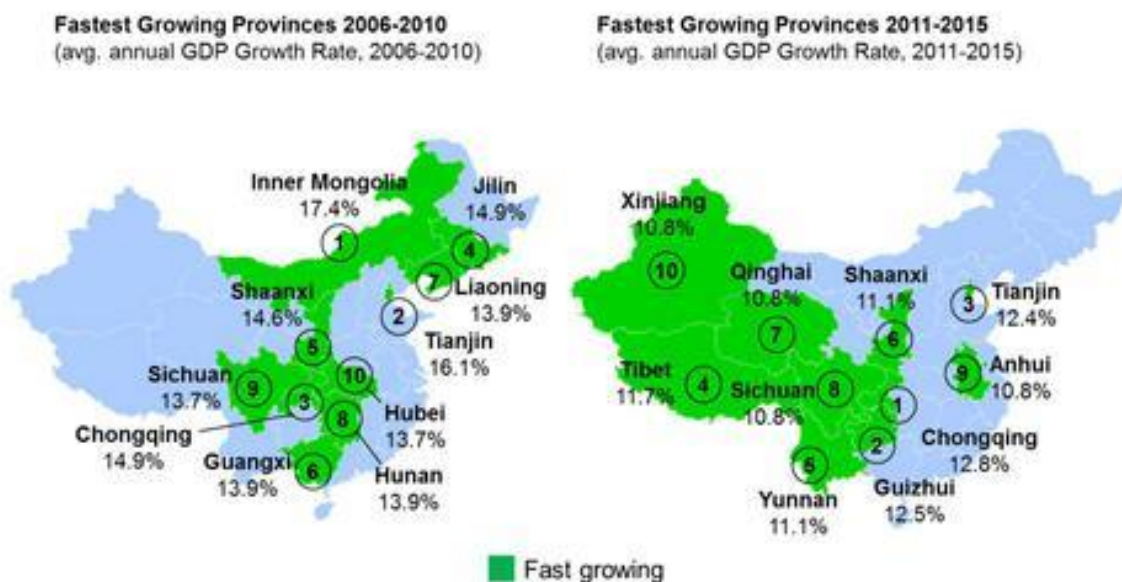 Fastest Growing Provinces 2006-2010
(avg. annual GDP Growth Rate, 2006-2010)
Inner Mongolia
17.4%
1
Jilin
14.9%
4
7
Liaoning
13.9%
Shaanxi
14.6%
5
2
Tianjin
16.1%
Sichuan
13.7%
9
3
10
Hubei
13.7%
Chongqing
14.9%
8
Hunan
13.9%
Guangxi
13.9%
6
Fastest Growing Provinces 2011-2015
(avg. annual GDP Growth Rate, 2011-2015)
Xinjiang
10.8%
10
Qinghai
10.8%
7
Shaanxi
11.1%
6
3
Tianjin
12.4%
Tibet
11.7%
4
Sichuan
10.8%
8
9
Anhui
10.8%
1
Chongqing
12.8%
2
Guizhui
12.5%
Yunnan
11.1%
Fast growing